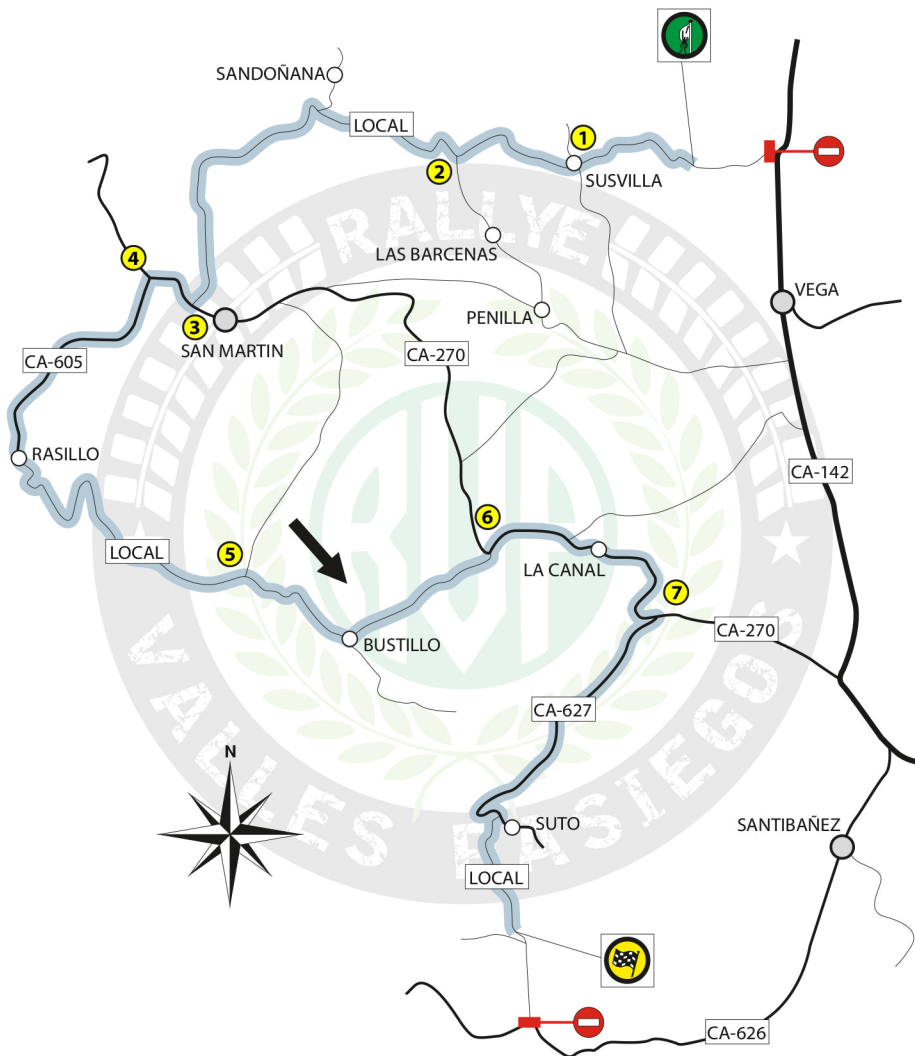 SANDOÑANA
LOCAL
1
2
SUSVILLA
RALLYE
LAS BARCENAS
4
VEGA
PENILLA
3
SAN MARTIN
CA-605
CA-270
RASILLO
CA-142
6
LOCAL
5
LA CANAL
7
BUSTILLO
CA-270
CA-627
VALLES PASIEGOS
N
SUTO
SANTIBAÑEZ
LOCAL
CA-626